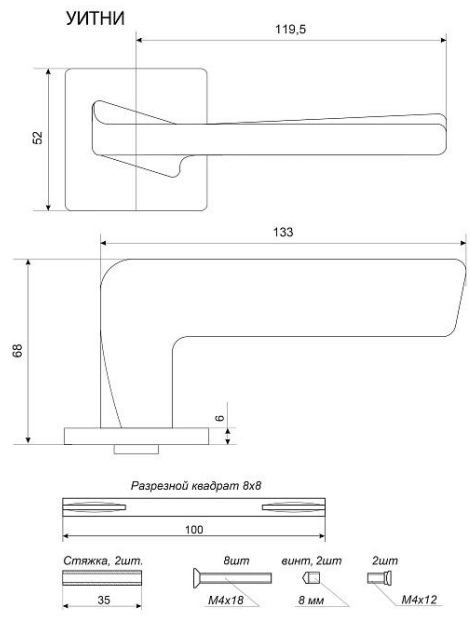 УИТНИ
119,5
52
133
68
6
Разрезной квадрат 8х8
100
Стяжка, 2шт.
8шт
винт, 2шт
2шт
35
М4х18
8 мм
М4х12